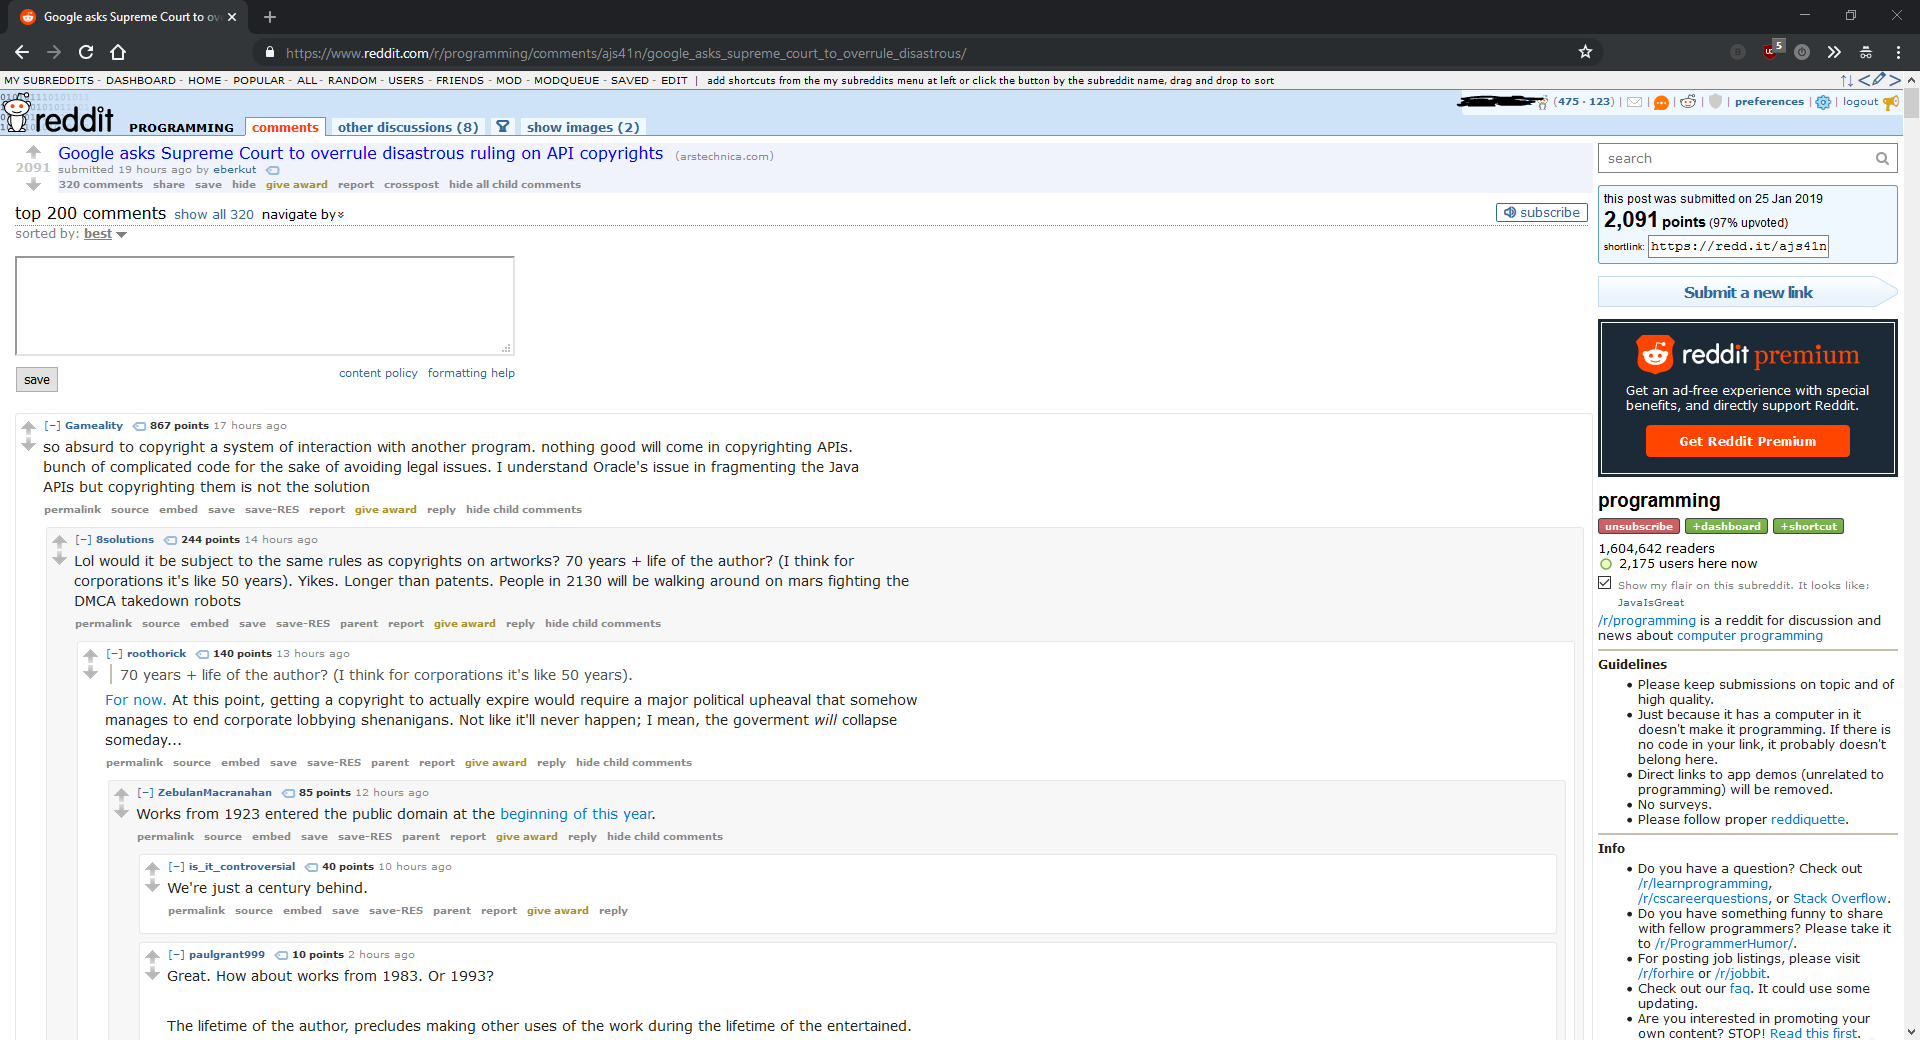 Google asks Supreme Court to ov
https://www.reddit.com/r/programming/comments/ajs41n/google_asks_supreme_court_to_overrule_disastrous/
5
MY SUBREDDITS - DASHBOARD - HOME - POPULAR - ALL - RANDOM - USERS - FRIENDS - MOD - MODQUEUE - SAVED - EDIT | add shortcuts from the my subreddits menu at left or click the button by the subreddit name, drag and drop to sort
reddit PROGRAMMING comments other discussions (8) show images (2)
(475 · 123) | preferences | logout
2091
Google asks Supreme Court to overrule disastrous ruling on API copyrights (arstechnica.com)
submitted 19 hours ago by eberkut
320 comments share save hide give award report crosspost hide all child comments
top 200 comments show all 320 navigate by
subscribe
sorted by: best
save
content policy formatting help
[−] Gameality 867 points 17 hours ago
so absurd to copyright a system of interaction with another program. nothing good will come in copyrighting APIs.
bunch of complicated code for the sake of avoiding legal issues. I understand Oracle's issue in fragmenting the Java
APIs but copyrighting them is not the solution
permalink source embed save save-RES report give award reply hide child comments
[−] 8solutions 244 points 14 hours ago
Lol would it be subject to the same rules as copyrights on artworks? 70 years + life of the author? (I think for
corporations it's like 50 years). Yikes. Longer than patents. People in 2130 will be walking around on mars fighting the
DMCA takedown robots
permalink source embed save save-RES parent report give award reply hide child comments
[−] roothorick 140 points 13 hours ago
70 years + life of the author? (I think for corporations it's like 50 years).
For now. At this point, getting a copyright to actually expire would require a major political upheaval that somehow
manages to end corporate lobbying shenanigans. Not like it'll never happen; I mean, the goverment will collapse
someday...
permalink source embed save save-RES parent report give award reply hide child comments
[−] ZebulanMacranahan 85 points 12 hours ago
Works from 1923 entered the public domain at the beginning of this year.
permalink source embed save save-RES parent report give award reply hide child comments
[−] is_it_controversial 40 points 10 hours ago
We're just a century behind.
permalink source embed save save-RES parent report give award reply
[−] paulgrant999 10 points 2 hours ago
Great. How about works from 1983. Or 1993?
The lifetime of the author, precludes making other uses of the work during the lifetime of the entertained.
search
this post was submitted on 25 Jan 2019
2,091 points (97% upvoted)
shortlink: https://redd.it/ajs41n
Submit a new link
reddit premium
Get an ad-free experience with special
benefits, and directly support Reddit.
Get Reddit Premium
programming
unsubscribe +dashboard +shortcut
1,604,642 readers
2,175 users here now
Show my flair on this subreddit. It looks like:
JavaIsGreat
/r/programming is a reddit for discussion and
news about computer programming
Guidelines
• Please keep submissions on topic and of
high quality.
• Just because it has a computer in it
doesn't make it programming. If there is
no code in your link, it probably doesn't
belong here.
• Direct links to app demos (unrelated to
programming) will be removed.
• No surveys.
• Please follow proper reddiquette.
Info
• Do you have a question? Check out
/r/learnprogramming,
/r/cscareerquestions, or Stack Overflow.
• Do you have something funny to share
with fellow programmers? Please take it
to /r/ProgrammerHumor/.
• For posting job listings, please visit
/r/forhire or /r/jobbit.
• Check out our faq. It could use some
updating.
• Are you interested in promoting your
own content? STOP! Read this first.